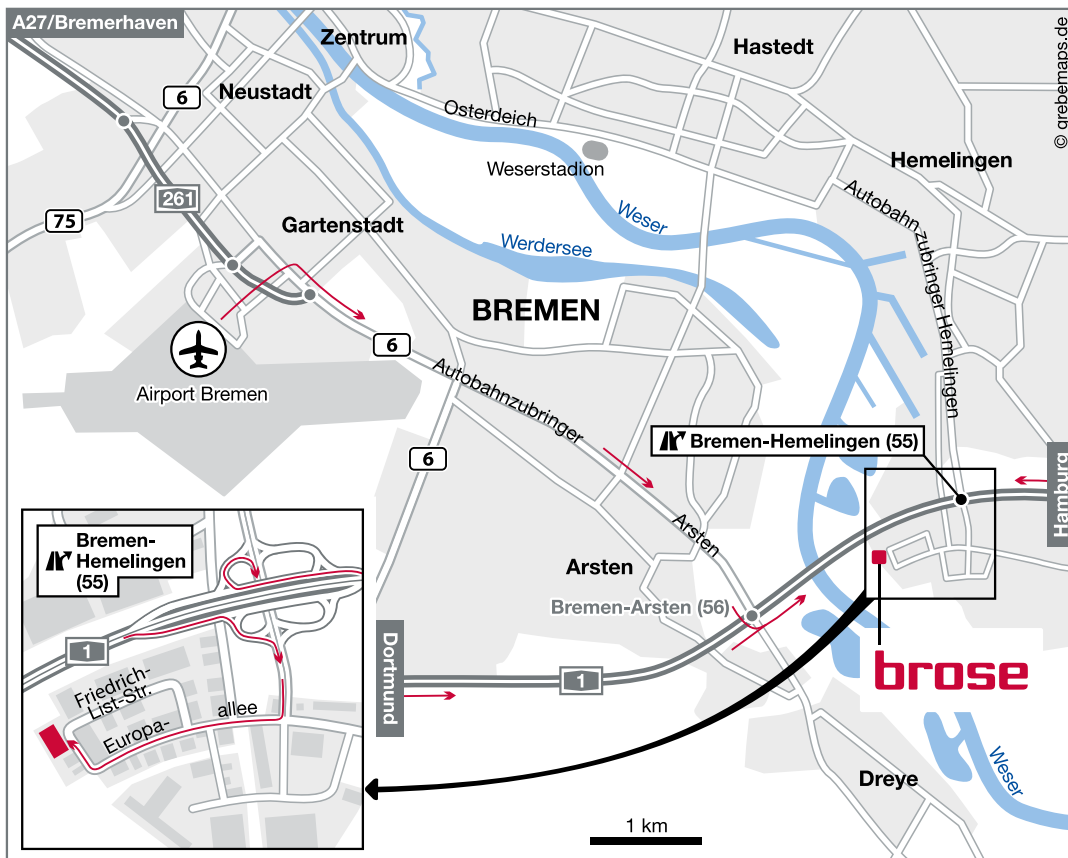 A27/Bremerhaven
Zentrum
Hastedt
© grebemaps.de
6
Neustadt
Osterdeich
Weserstadion
Hemelingen
261
75
Gartenstadt
Weser
Werdersee
Autobahnzubringer Hemelingen
BREMEN
6
Airport Bremen
Autobahnzubringer
Bremen-Hemelingen (55)
6
Hamburg
Arsten
Arsten
Bremen-Arsten (56)
Bremen-
Hemelingen
(55)
1
Dortmund
1
brose
Friedrich-
List-Str.
Europa-
allee
Weser
Dreye
1 km